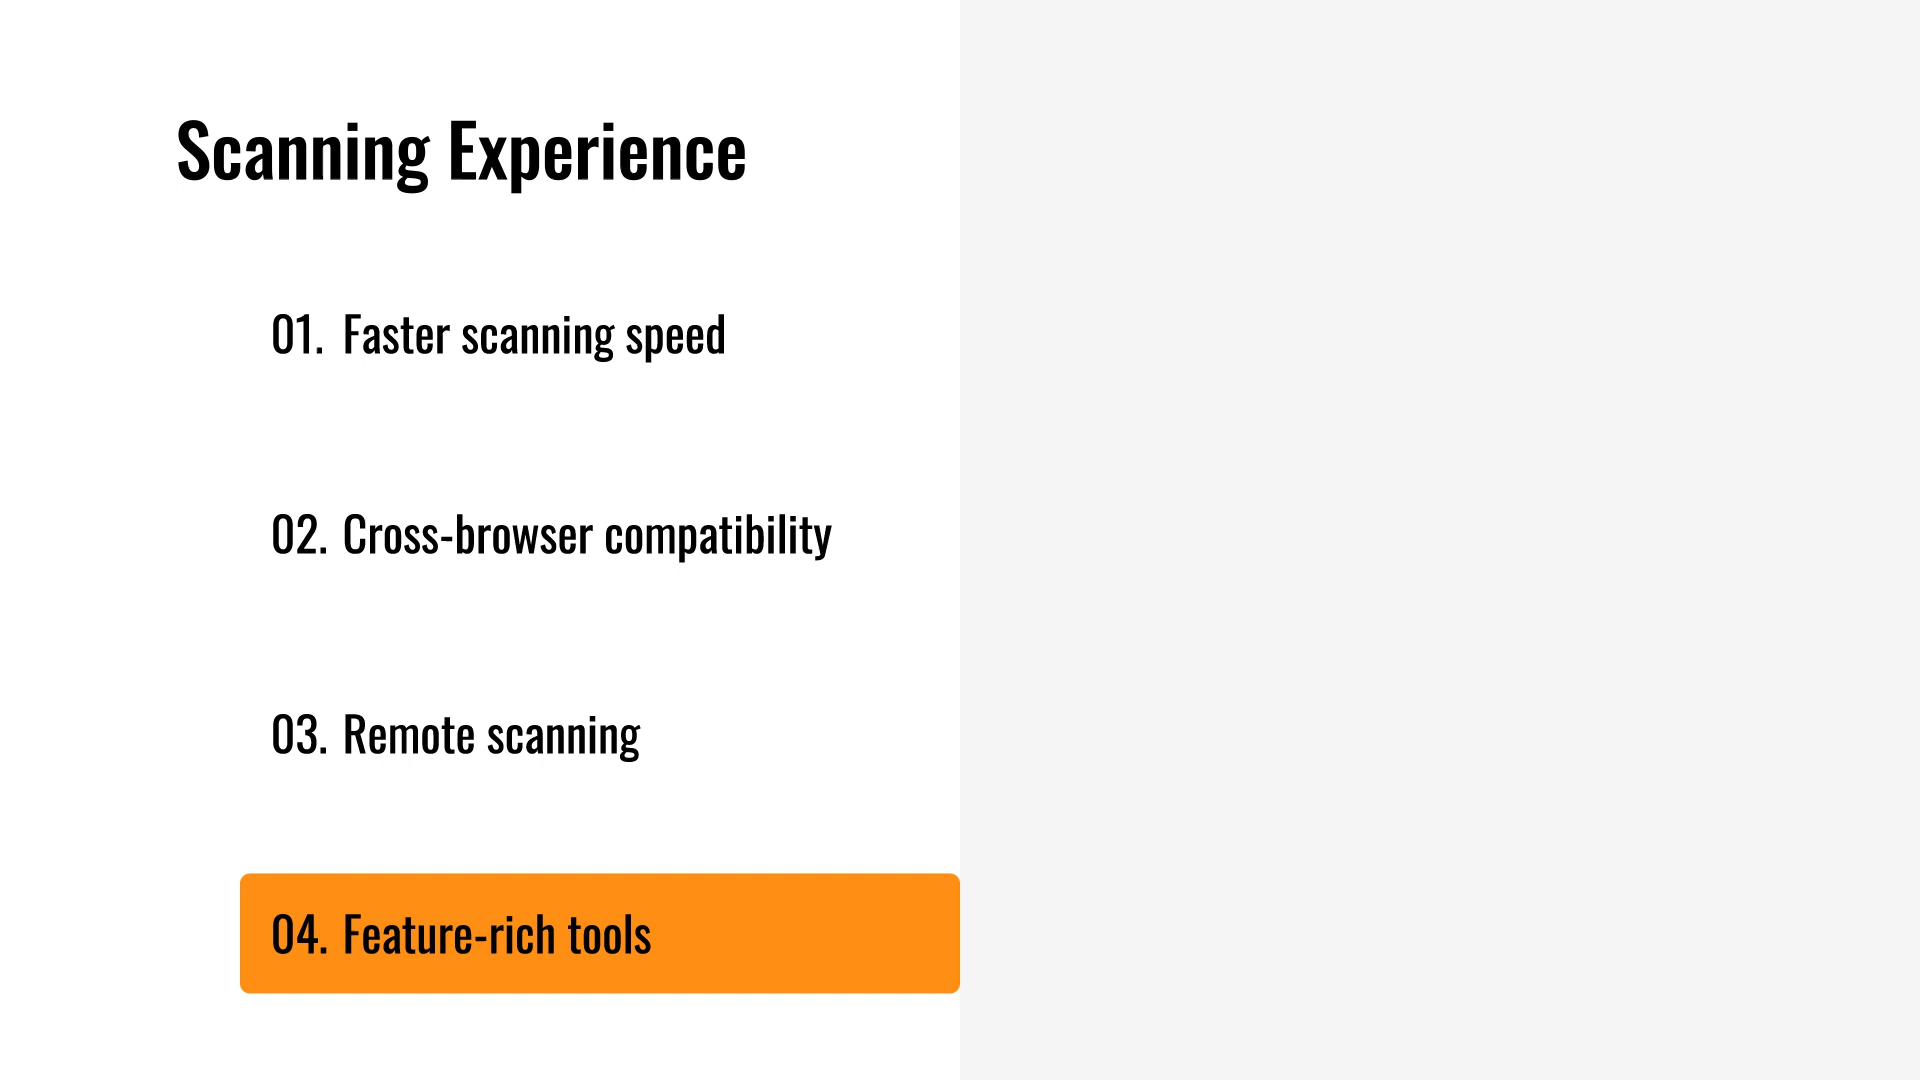 Scanning Experience
01. Faster scanning speed
02. Cross-browser compatibility
03. Remote scanning
04. Feature-rich tools